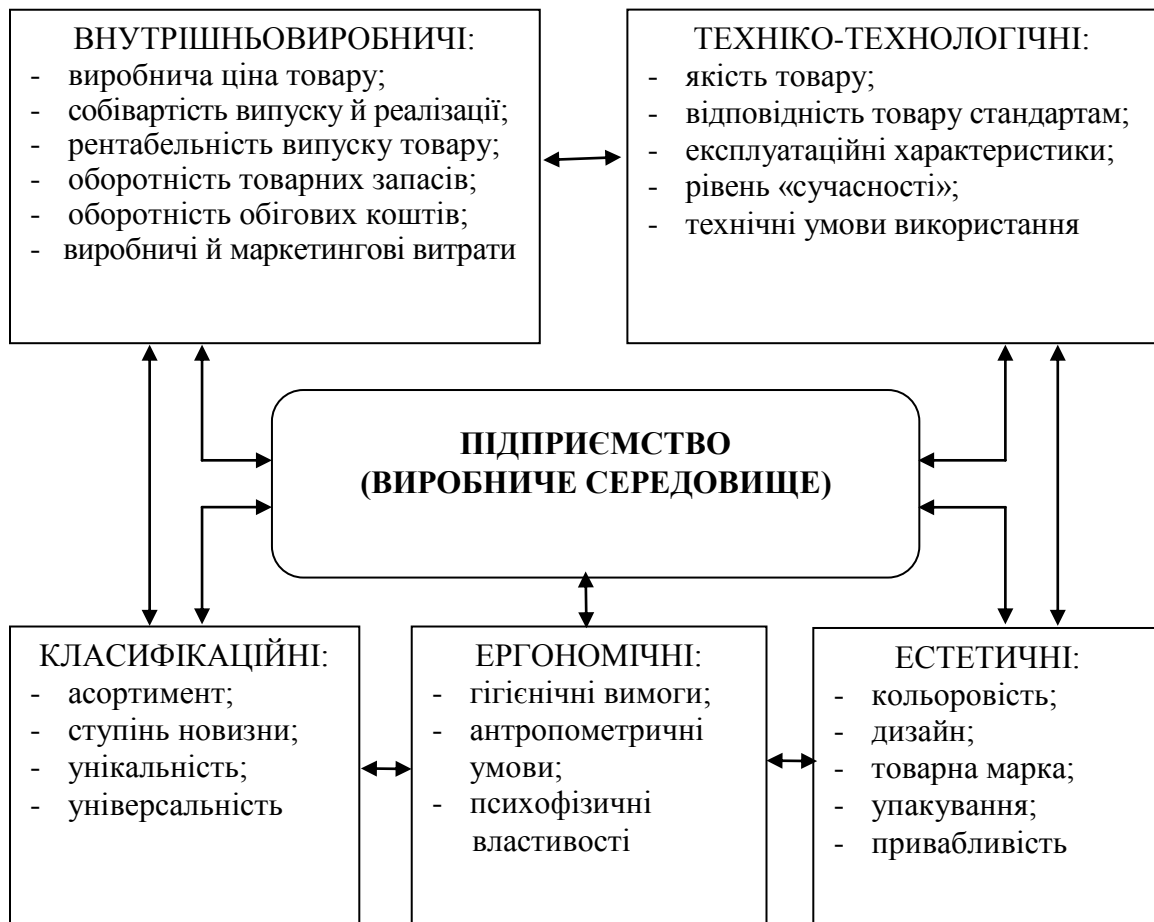 ВНУТРІШНЬОВИРОБНИЧІ:
- виробнича ціна товару;
- собівартість випуску й реалізації;
- рентабельність випуску товару;
- оборотність товарних запасів;
- оборотність обігових коштів;
- виробничі й маркетингові витрати
ТЕХНІКО-ТЕХНОЛОГІЧНІ:
- якість товару;
- відповідність товару стандартам;
- експлуатаційні характеристики;
- рівень «сучасності»;
- технічні умови використання
ПІДПРИЄМСТВО
(ВИРОБНИЧЕ СЕРЕДОВИЩЕ)
КЛАСИФІКАЦІЙНІ:
- асортимент;
- ступінь новизни;
- унікальність;
- універсальність
ЕРГОНОМІЧНІ:
- гігієнічні вимоги;
- антропометричні
умови;
- психофізичні
властивості
ЕСТЕТИЧНІ:
- кольоровість;
- дизайн;
- товарна марка;
- упакування;
- привабливість